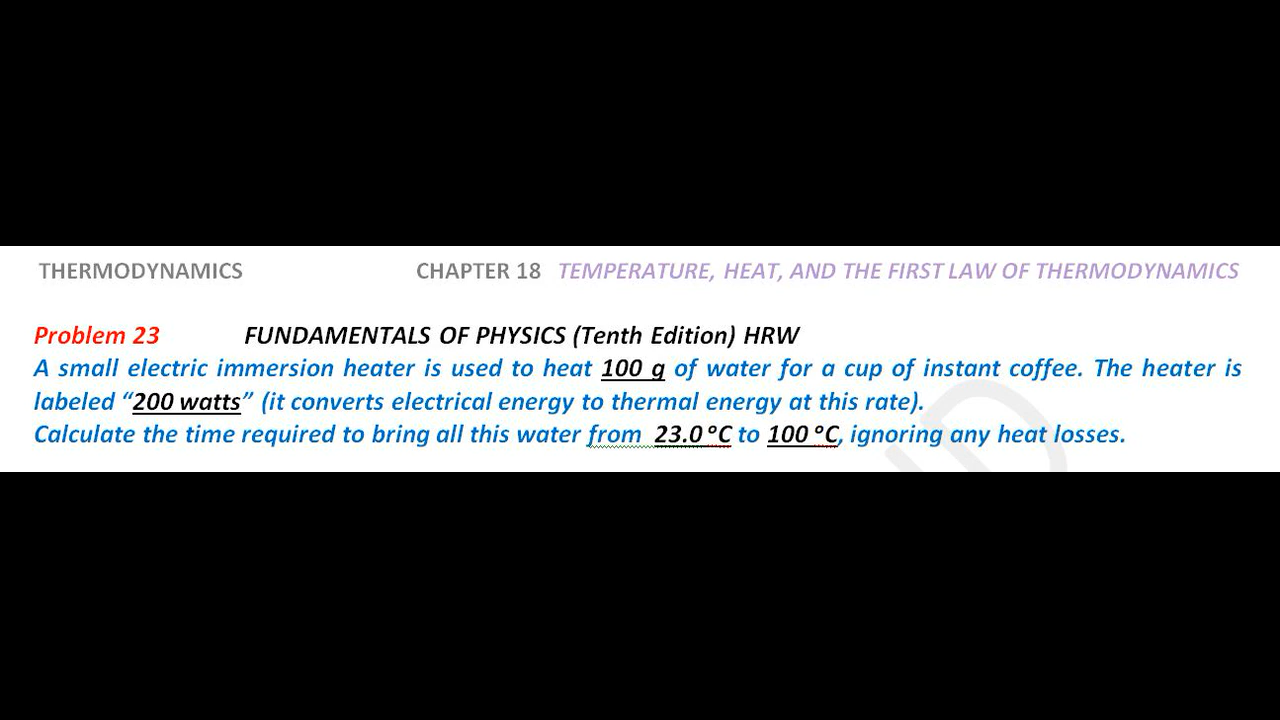 THERMODYNAMICS CHAPTER 18 TEMPERATURE, HEAT, AND THE FIRST LAW OF THERMODYNAMICS
Problem 23 FUNDAMENTALS OF PHYSICS (Tenth Edition) HRW
A small electric immersion heater is used to heat 100 g of water for a cup of instant coffee. The heater is
labeled “200 watts” (it converts electrical energy to thermal energy at this rate).
Calculate the time required to bring all this water from 23.0 °C to 100 °C, ignoring any heat losses.